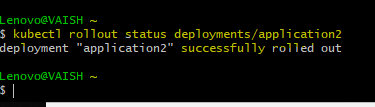 Lenovo@VAISH ~
$ kubectl rollout status deployments/application2
deployment "application2" successfully rolled out
Lenovo@VAISH ~
$